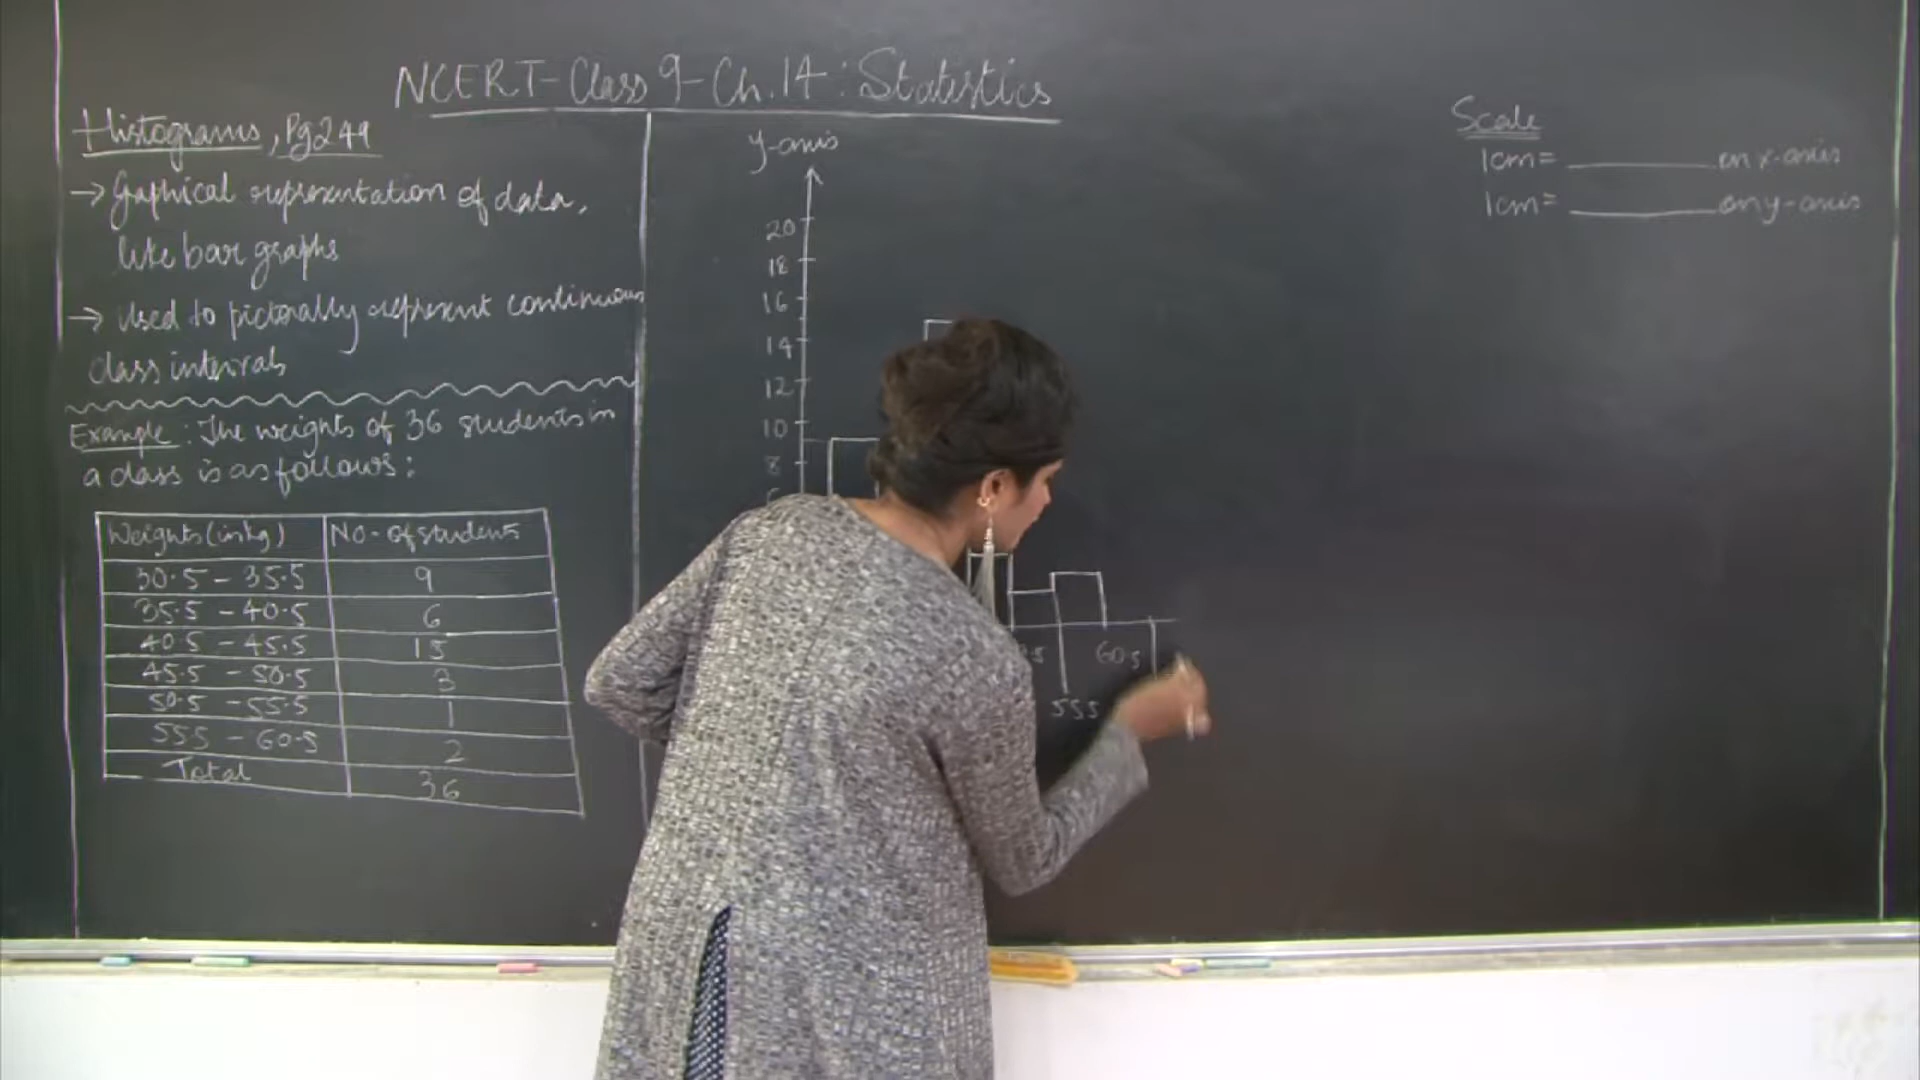 NCERT-Class 9-Ch.14: Statistics
Histograms, Pg 249
→ Graphical representation of data,
like bar graphs
→ Used to pictorally represent continuous
class intervals
Example: The weights of 36 students in
a class is as follows:
Weights (in kg) No. of students
30.5 - 35.5 9
35.5 - 40.5 6
40.5 - 45.5 15
45.5 - 50.5 3
50.5 - 55.5 1
55.5 - 60.5 2
Total 36
y-axis
20
18
16
14
12
10
8
60.5
55.5
Scale
1cm= ______ on x-axis
1cm= ______ on y-axis